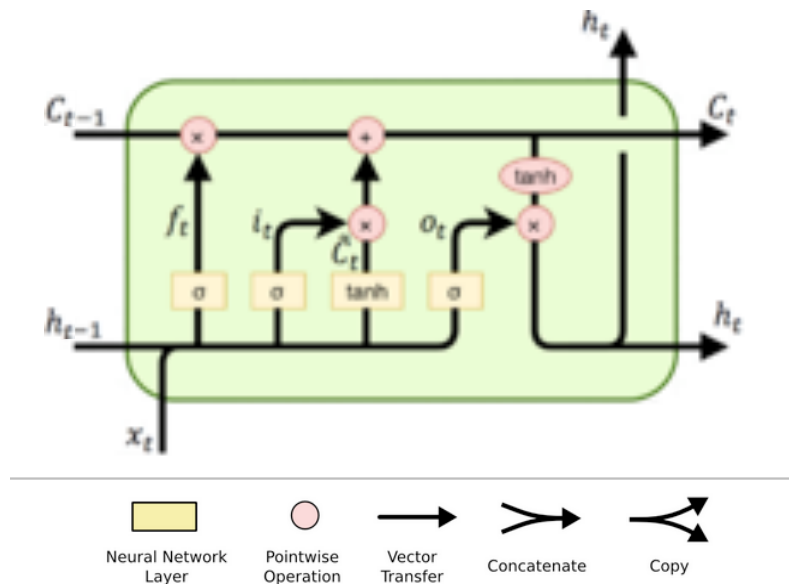 h_t
C_{t-1}
C_t
×
+
tanh
f_t
i_t
×
o_t
×
C̃_t
σ
σ
tanh
σ
h_{t-1}
h_t
x_t
Neural Network Layer
Pointwise Operation
Vector Transfer
Concatenate
Copy